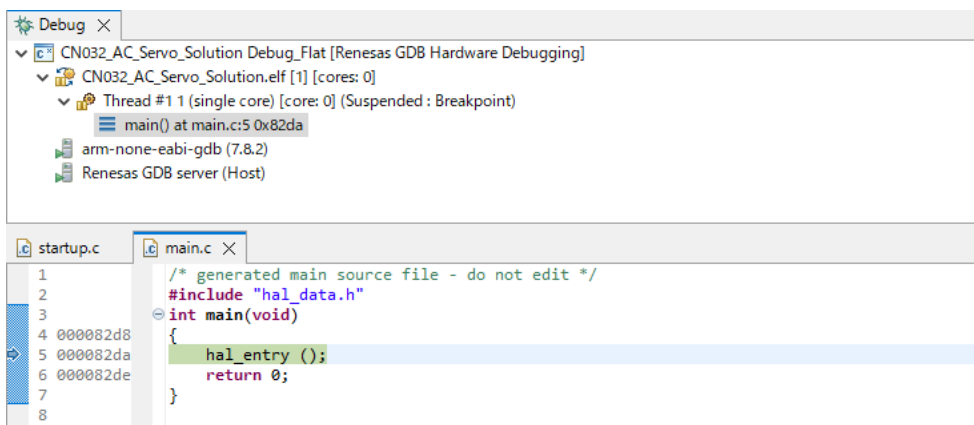 Debug
CN032_AC_Servo_Solution Debug_Flat [Renesas GDB Hardware Debugging]
CN032_AC_Servo_Solution.elf [1] [cores: 0]
Thread #1 1 (single core) [core: 0] (Suspended : Breakpoint)
main() at main.c:5 0x82da
arm-none-eabi-gdb (7.8.2)
Renesas GDB server (Host)
startup.c main.c
1 /* generated main source file - do not edit */
2 #include "hal_data.h"
3 int main(void)
4 000082d8 {
5 000082da hal_entry ();
6 000082de return 0;
7 }
8